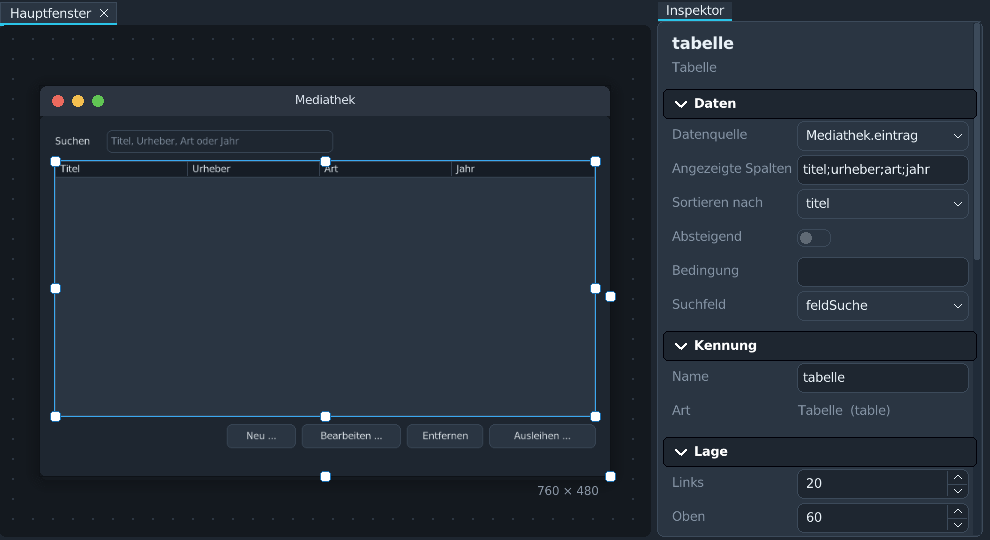 Hauptfenster
Mediathek
Suchen Titel, Urheber, Art oder Jahr
Titel Urheber Art Jahr
Neu ... Bearbeiten ... Entfernen Ausleihen ...
760 × 480
Inspektor
tabelle
Tabelle
Daten
Datenquelle Mediathek.eintrag
Angezeigte Spalten titel;urheber;art;jahr
Sortieren nach titel
Absteigend
Bedingung
Suchfeld feldSuche
Kennung
Name tabelle
Art Tabelle (table)
Lage
Links 20
Oben 60